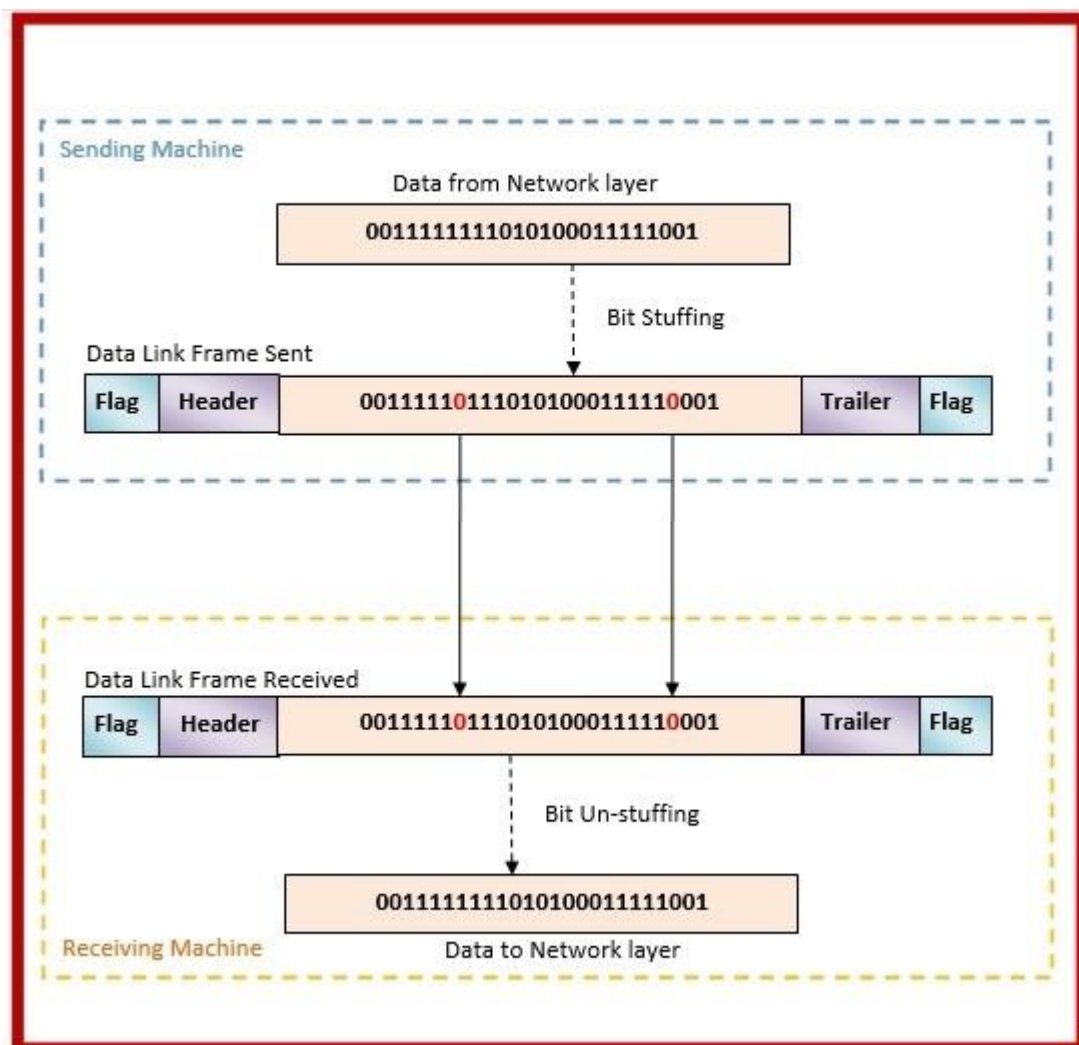 Sending Machine
Data from Network layer
0011111111010100011111001
Bit Stuffing
Data Link Frame Sent
Flag Header 001111101110101000111110001 Trailer Flag
Data Link Frame Received
Flag Header 001111101110101000111110001 Trailer Flag
Bit Un-stuffing
0011111111010100011111001
Receiving Machine Data to Network layer